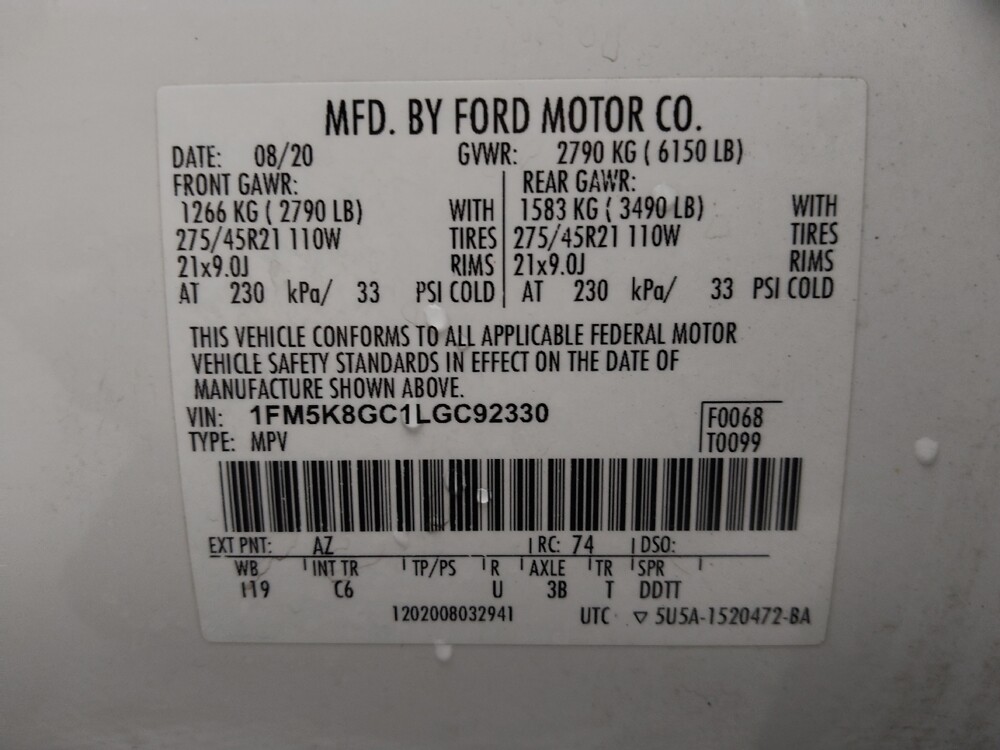 MFD. BY FORD MOTOR CO.
DATE: 08/20 GVWR: 2790 KG ( 6150 LB)
FRONT GAWR: REAR GAWR:
1266 KG ( 2790 LB) WITH 1583 KG ( 3490 LB) WITH
275/45R21 110W TIRES 275/45R21 110W TIRES
21x9.0J RIMS 21x9.0J RIMS
AT 230 kPa/ 33 PSI COLD AT 230 kPa/ 33 PSI COLD
THIS VEHICLE CONFORMS TO ALL APPLICABLE FEDERAL MOTOR
VEHICLE SAFETY STANDARDS IN EFFECT ON THE DATE OF
MANUFACTURE SHOWN ABOVE.
VIN: 1FM5K8GC1LGC92330 F0068
TYPE: MPV T0099
EXT PNT: AZ RC: 74 DSO:
WB INT TR TP/PS R AXLE TR SPR
119 C6 U 3B T DDTT
1202008032941 UTC ▽ 5U5A-1520472-BA